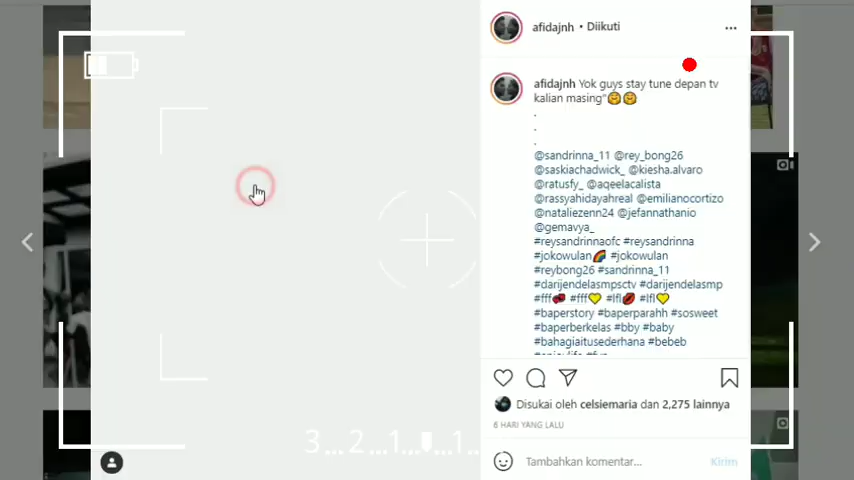 afidajnh • Diikuti
afidajnh Yok guys stay tune depan tv
kalian masing"😊😊
.
.
.
@sandrinna_11 @rey_bong26
@saskiachadwick_ @kiesha.alvaro
@ratusfy_ @aqeelacalista
@rassyahidayahreal @emilianocortizo
@nataliezenn24 @jefannathanio
@gemavya_
#reysandrinnaofc #reysandrinna
#jokowulan🌈 #jokowulan
#reybong26 #sandrinna_11
#darijendelasmpsctv #darijendelasmp
#fff💋 #fff💛 #lfl💋 #lfl💛
#baperstory #baperparahh #sosweet
#baperberkelas #bby #baby
#bahagiaitusederhana #bebeb
Disukai oleh celsiemaria dan 2,275 lainnya
6 HARI YANG LALU
3...2...1...
...1...
Tambahkan komentar...
Kirim